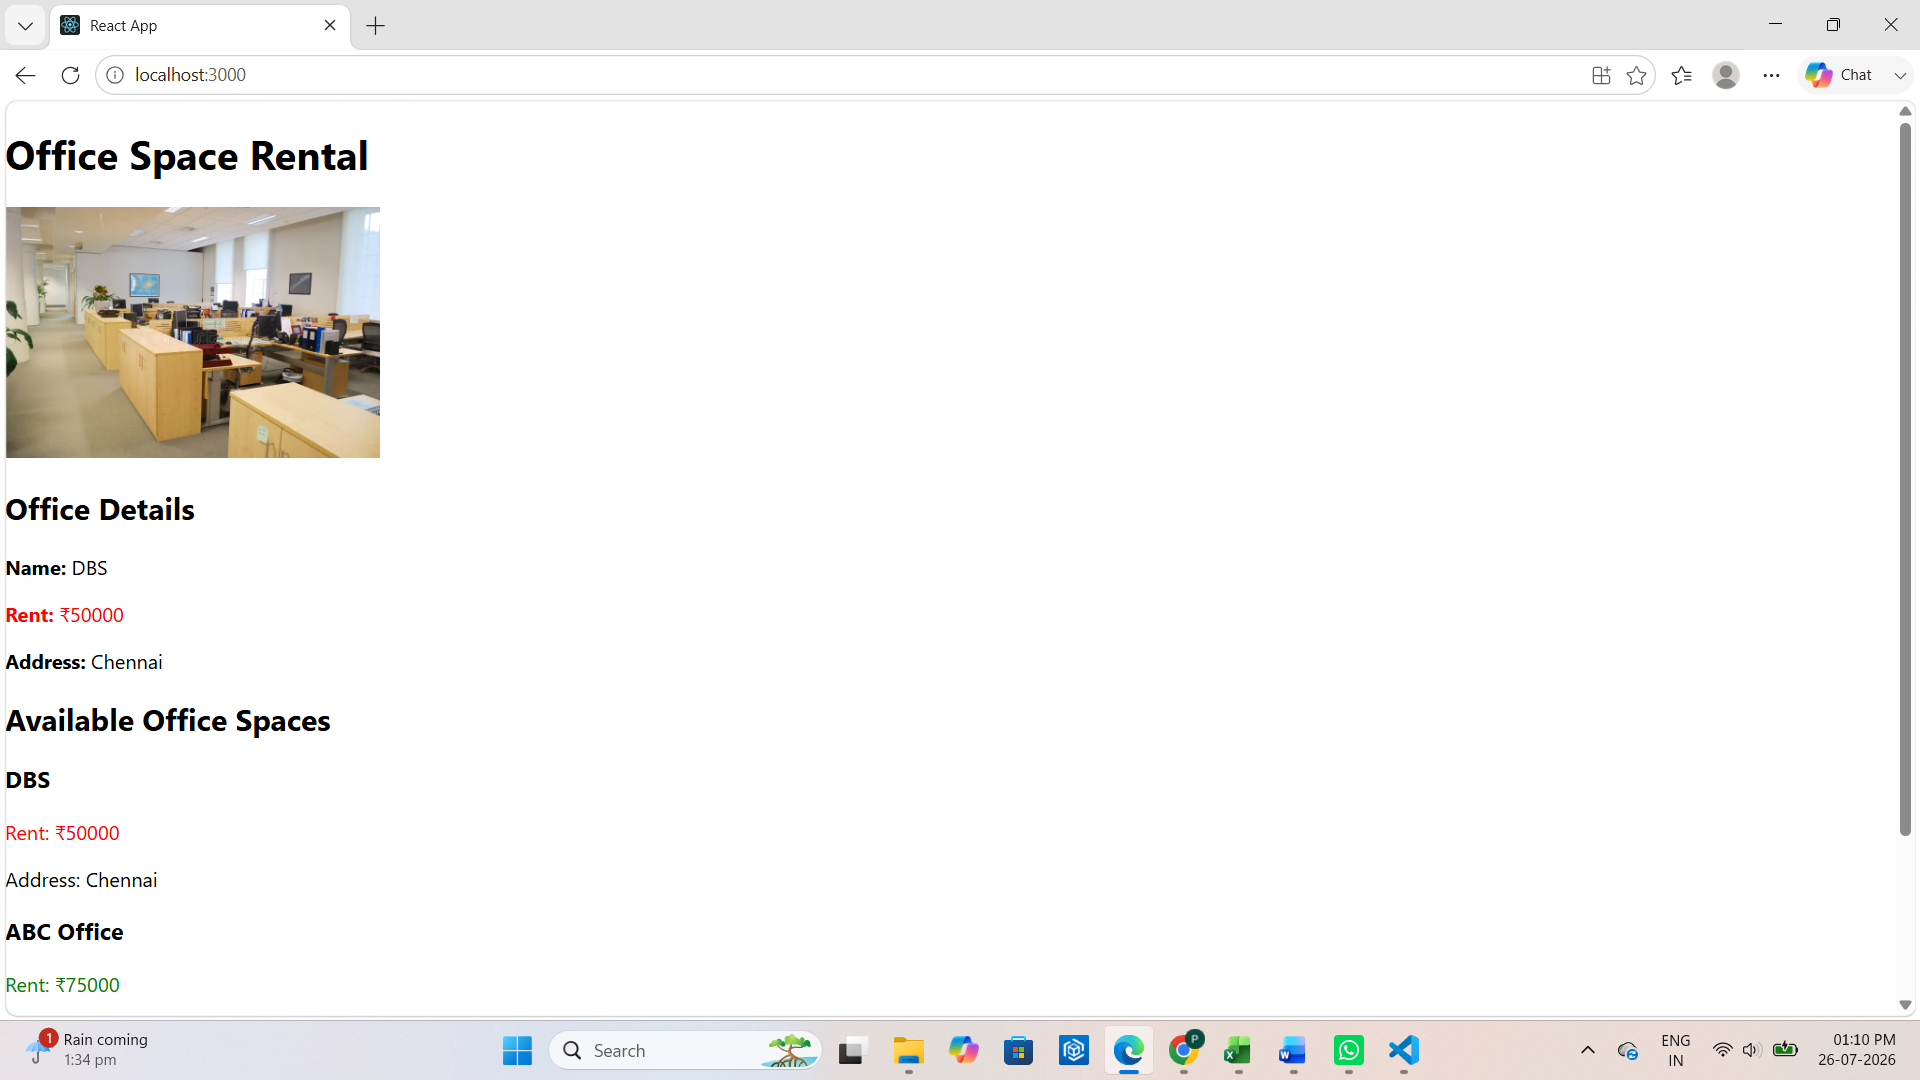 React App
localhost:3000
Chat
Office Space Rental
Office Details
Name: DBS
Rent: ₹50000
Address: Chennai
Available Office Spaces
DBS
Rent: ₹50000
Address: Chennai
ABC Office
Rent: ₹75000
1
Rain coming
1:34 pm
Search
P
ENG
IN
01:10 PM
26-07-2026